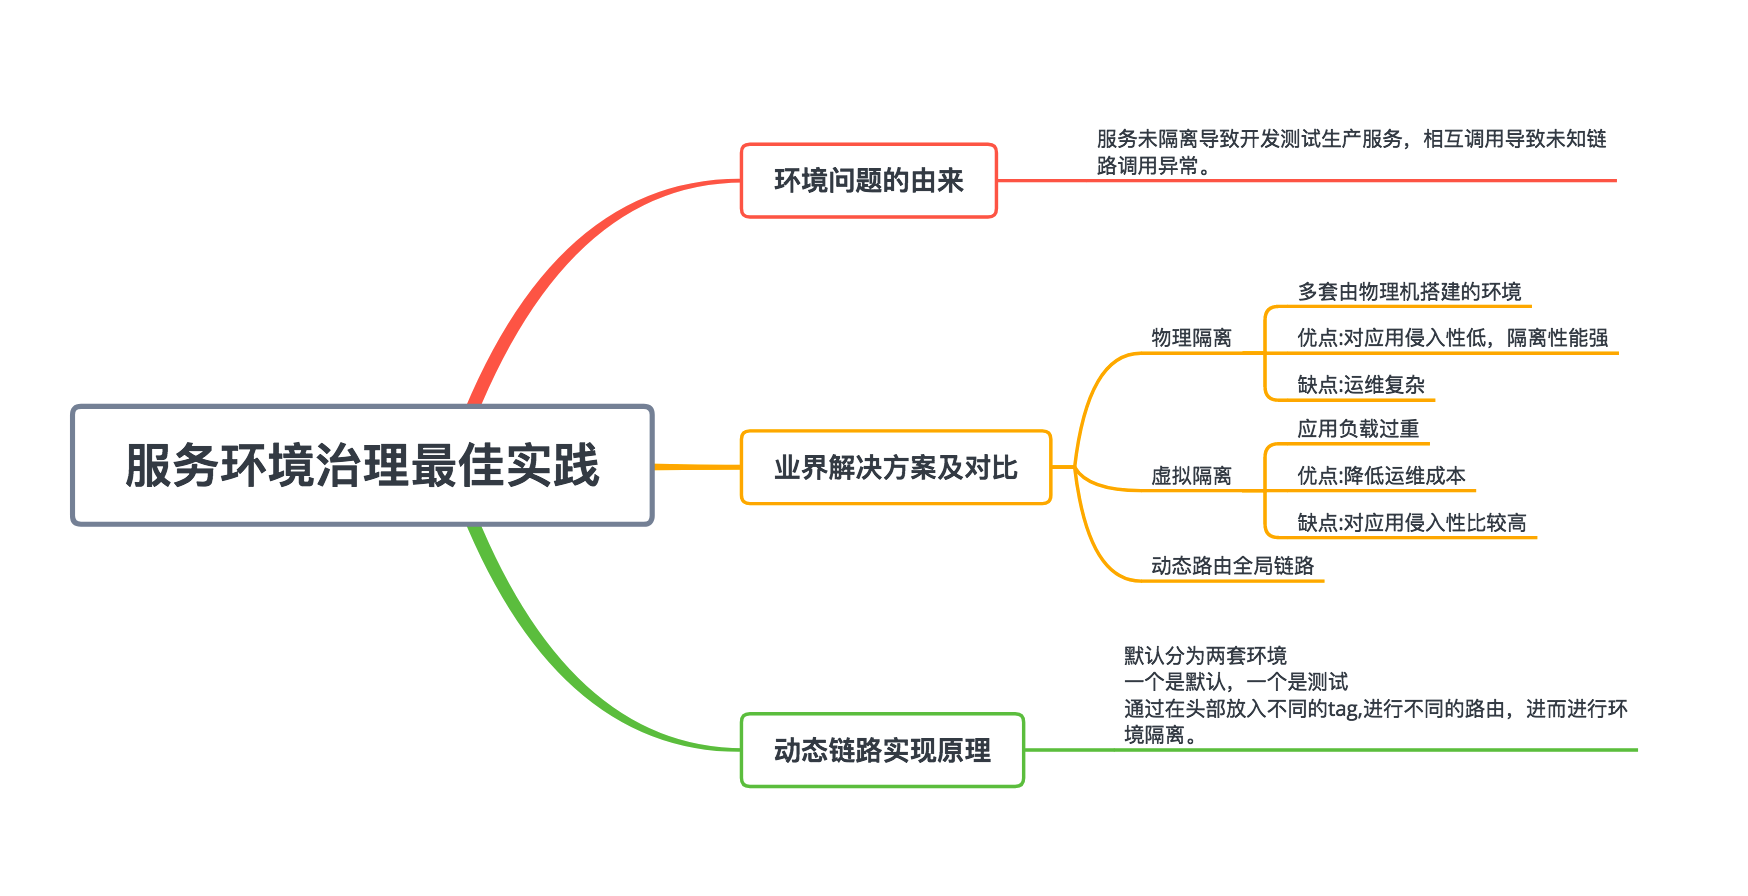 服务环境治理最佳实践
环境问题的由来
服务未隔离导致开发测试生产服务，相互调用导致未知链
路调用异常。
业界解决方案及对比
物理隔离
多套由物理机搭建的环境
优点:对应用侵入性低，隔离性能强
缺点:运维复杂
虚拟隔离
应用负载过重
优点:降低运维成本
缺点:对应用侵入性比较高
动态路由全局链路
动态链路实现原理
默认分为两套环境
一个是默认，一个是测试
通过在头部放入不同的tag,进行不同的路由，进而进行环
境隔离。